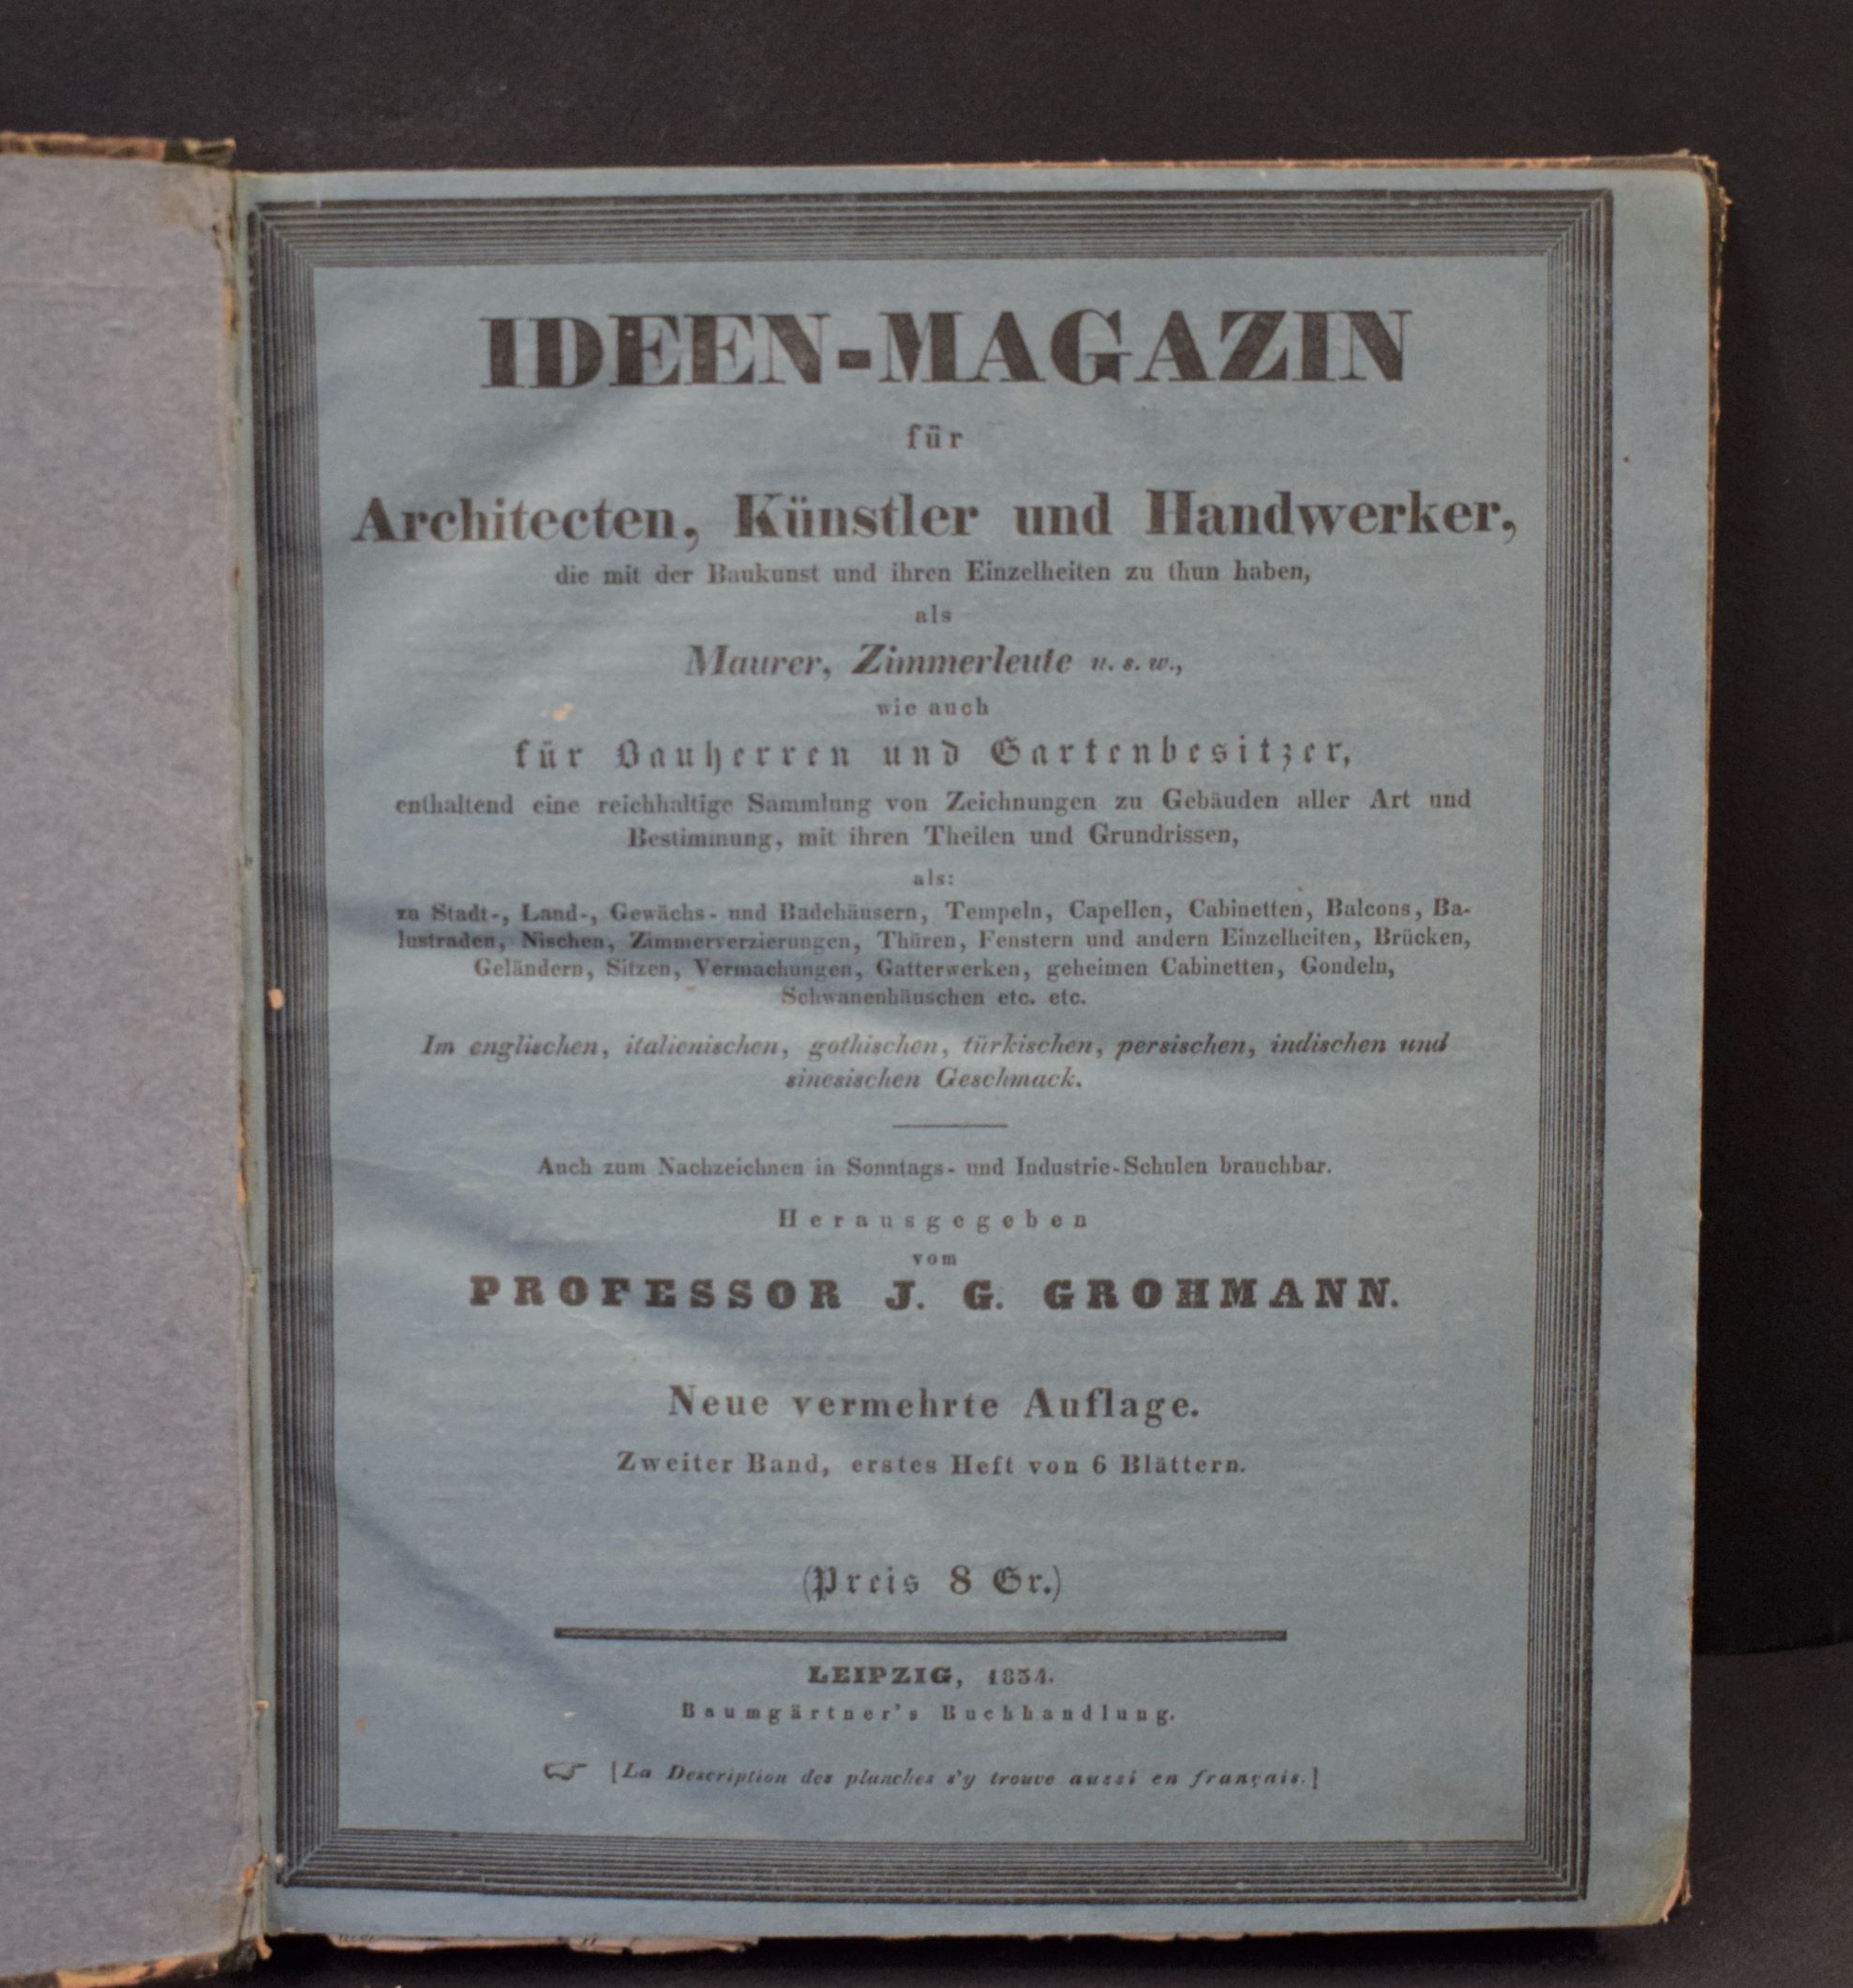 IDEEN-MAGAZIN
für
Architecten, Künstler und Handwerker,
die mit der Baukunst und ihren Einzelheiten zu thun haben,
als
Maurer, Zimmerleute u. s. w.,
wie auch
für Bauherren und Gartenbesitzer,
enthaltend eine reichhaltige Sammlung von Zeichnungen zu Gebäuden aller Art und
Bestimmung, mit ihren Theilen und Grundrissen,
als:
zu Stadt-, Land-, Gewächs- und Badehäusern, Tempeln, Capellen, Cabinetten, Balcons, Ba-
lustraden, Nischen, Zimmerverzierungen, Thüren, Fenstern und andern Einzelheiten, Brücken,
Geländern, Sitzen, Vermachungen, Gatterwerken, geheimen Cabinetten, Gondeln,
Schwanenhäuschen etc. etc.
Im englischen, italienischen, gothischen, türkischen, persischen, indischen und
sinesischen Geschmack.
Auch zum Nachzeichnen in Sonntags- und Industrie-Schulen brauchbar.
Herausgegeben
vom
PROFESSOR J. G. GROHMANN.
Neue vermehrte Auflage.
Zweiter Band, erstes Heft von 6 Blättern.
(Preis 8 Gr.)
LEIPZIG, 1834.
Baumgärtner's Buchhandlung.
☞ [La Description des planches s'y trouve aussi en français.]